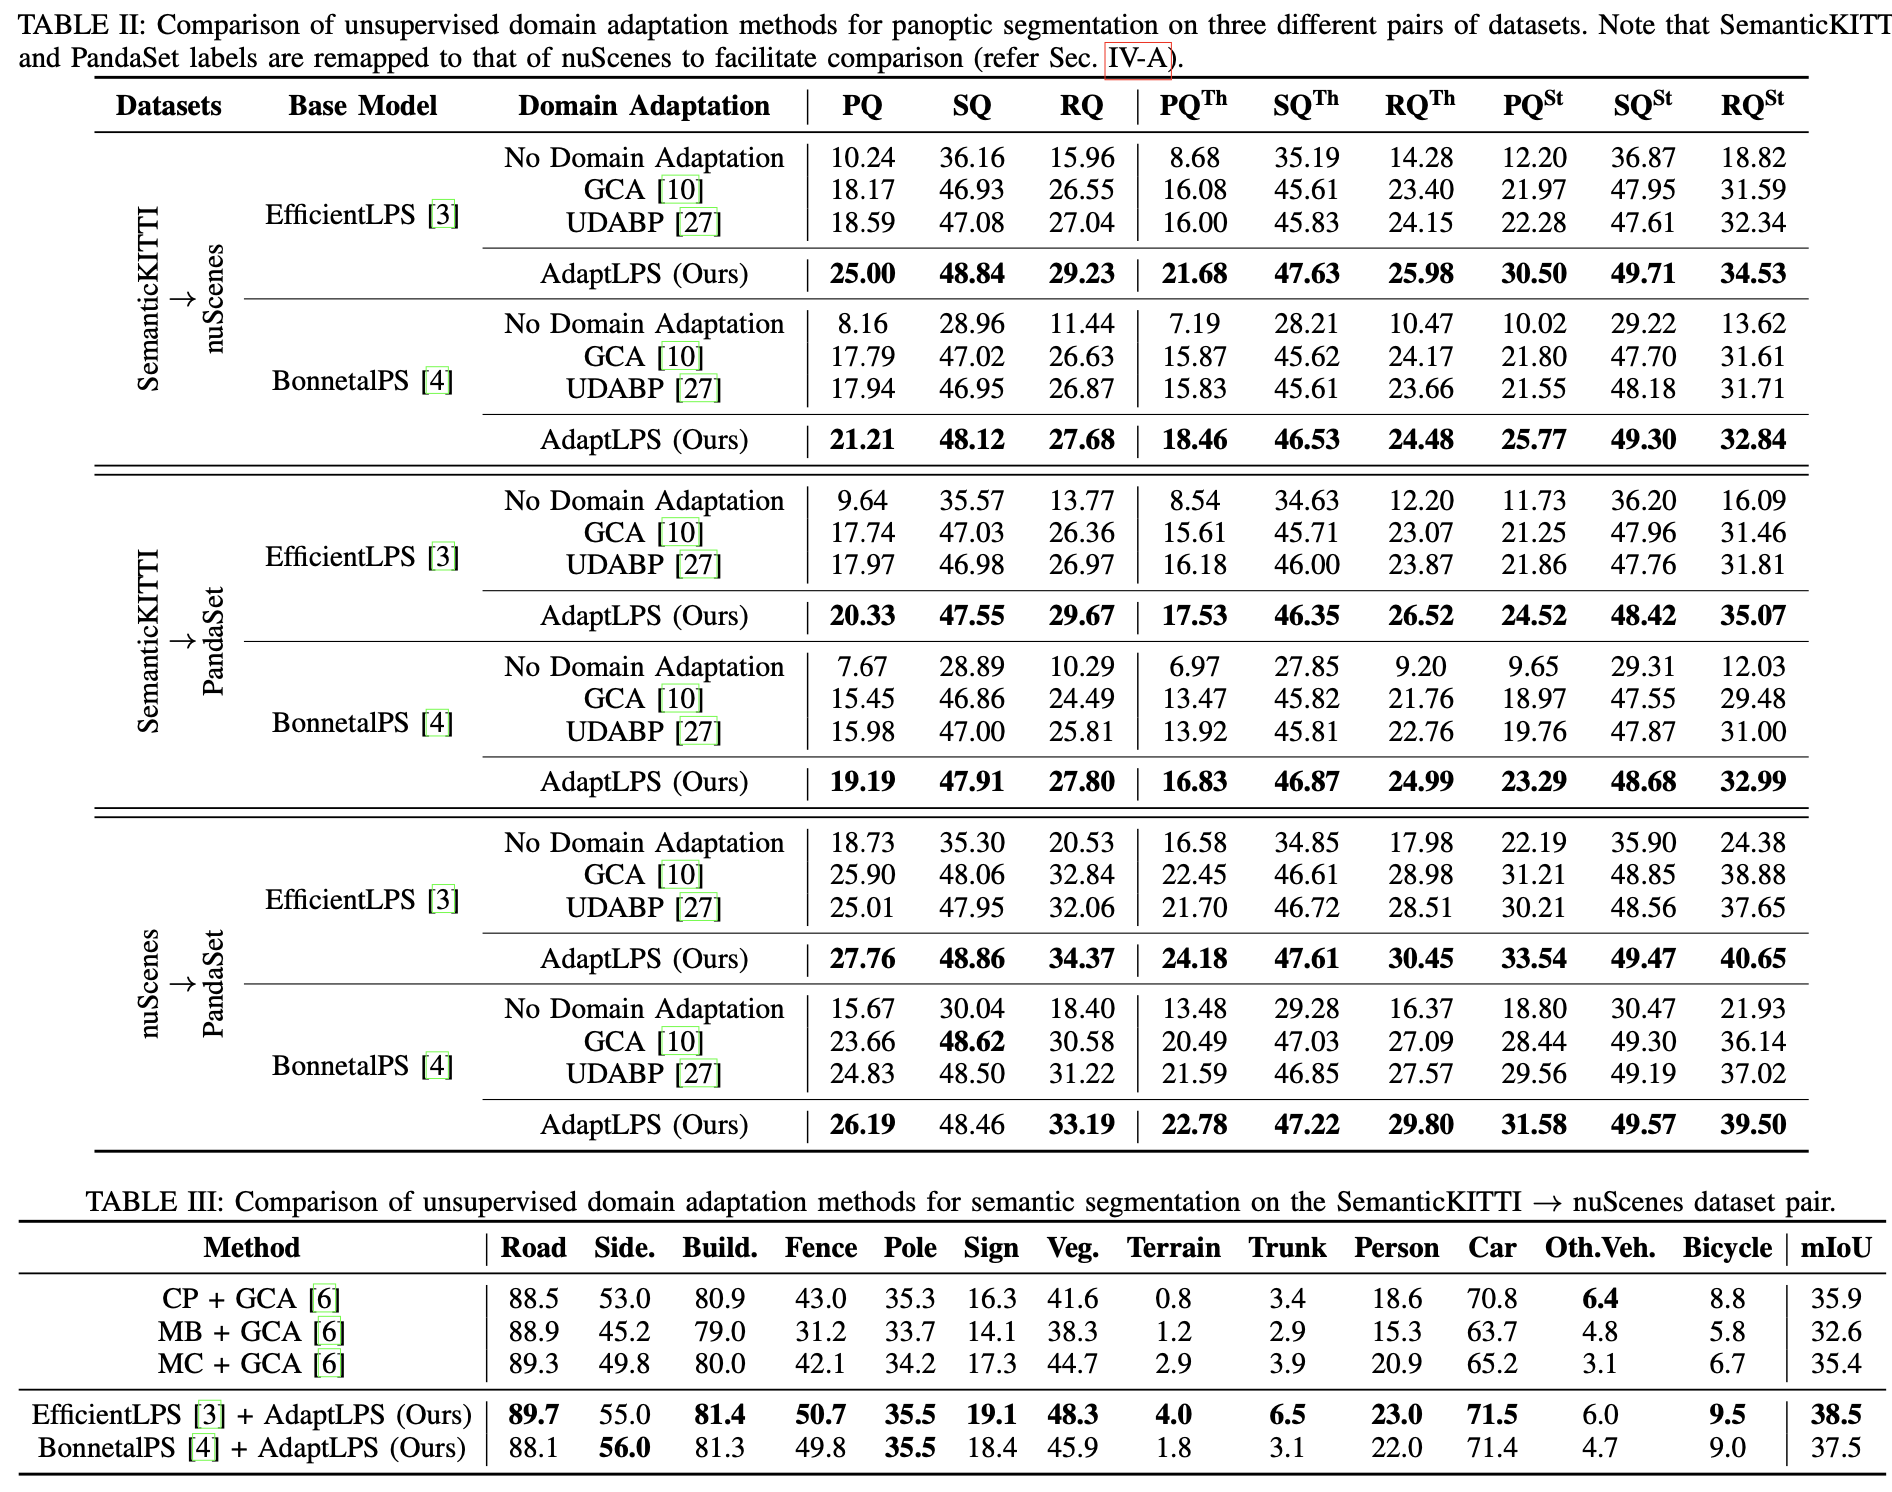 TABLE II: Comparison of unsupervised domain adaptation methods for panoptic segmentation on three different pairs of datasets. Note that SemanticKITT
and PandaSet labels are remapped to that of nuScenes to facilitate comparison (refer Sec. IV-A).
Datasets Base Model Domain Adaptation PQ SQ RQ PQTh SQTh RQTh PQSt SQSt RQSt
SemanticKITTI → nuScenes
EfficientLPS [3]
No Domain Adaptation 10.24 36.16 15.96 8.68 35.19 14.28 12.20 36.87 18.82
GCA [10] 18.17 46.93 26.55 16.08 45.61 23.40 21.97 47.95 31.59
UDABP [27] 18.59 47.08 27.04 16.00 45.83 24.15 22.28 47.61 32.34
AdaptLPS (Ours) 25.00 48.84 29.23 21.68 47.63 25.98 30.50 49.71 34.53
BonnetalPS [4]
No Domain Adaptation 8.16 28.96 11.44 7.19 28.21 10.47 10.02 29.22 13.62
GCA [10] 17.79 47.02 26.63 15.87 45.62 24.17 21.80 47.70 31.61
UDABP [27] 17.94 46.95 26.87 15.83 45.61 23.66 21.55 48.18 31.71
AdaptLPS (Ours) 21.21 48.12 27.68 18.46 46.53 24.48 25.77 49.30 32.84
SemanticKITTI → PandaSet
EfficientLPS [3]
No Domain Adaptation 9.64 35.57 13.77 8.54 34.63 12.20 11.73 36.20 16.09
GCA [10] 17.74 47.03 26.36 15.61 45.71 23.07 21.25 47.96 31.46
UDABP [27] 17.97 46.98 26.97 16.18 46.00 23.87 21.86 47.76 31.81
AdaptLPS (Ours) 20.33 47.55 29.67 17.53 46.35 26.52 24.52 48.42 35.07
BonnetalPS [4]
No Domain Adaptation 7.67 28.89 10.29 6.97 27.85 9.20 9.65 29.31 12.03
GCA [10] 15.45 46.86 24.49 13.47 45.82 21.76 18.97 47.55 29.48
UDABP [27] 15.98 47.00 25.81 13.92 45.81 22.76 19.76 47.87 31.00
AdaptLPS (Ours) 19.19 47.91 27.80 16.83 46.87 24.99 23.29 48.68 32.99
nuScenes → PandaSet
EfficientLPS [3]
No Domain Adaptation 18.73 35.30 20.53 16.58 34.85 17.98 22.19 35.90 24.38
GCA [10] 25.90 48.06 32.84 22.45 46.61 28.98 31.21 48.85 38.88
UDABP [27] 25.01 47.95 32.06 21.70 46.72 28.51 30.21 48.56 37.65
AdaptLPS (Ours) 27.76 48.86 34.37 24.18 47.61 30.45 33.54 49.47 40.65
BonnetalPS [4]
No Domain Adaptation 15.67 30.04 18.40 13.48 29.28 16.37 18.80 30.47 21.93
GCA [10] 23.66 48.62 30.58 20.49 47.03 27.09 28.44 49.30 36.14
UDABP [27] 24.83 48.50 31.22 21.59 46.85 27.57 29.56 49.19 37.02
AdaptLPS (Ours) 26.19 48.46 33.19 22.78 47.22 29.80 31.58 49.57 39.50
TABLE III: Comparison of unsupervised domain adaptation methods for semantic segmentation on the SemanticKITTI → nuScenes dataset pair.
Method Road Side. Build. Fence Pole Sign Veg. Terrain Trunk Person Car Oth.Veh. Bicycle mIoU
CP + GCA [6] 88.5 53.0 80.9 43.0 35.3 16.3 41.6 0.8 3.4 18.6 70.8 6.4 8.8 35.9
MB + GCA [6] 88.9 45.2 79.0 31.2 33.7 14.1 38.3 1.2 2.9 15.3 63.7 4.8 5.8 32.6
MC + GCA [6] 89.3 49.8 80.0 42.1 34.2 17.3 44.7 2.9 3.9 20.9 65.2 3.1 6.7 35.4
EfficientLPS [3] + AdaptLPS (Ours) 89.7 55.0 81.4 50.7 35.5 19.1 48.3 4.0 6.5 23.0 71.5 6.0 9.5 38.5
BonnetalPS [4] + AdaptLPS (Ours) 88.1 56.0 81.3 49.8 35.5 18.4 45.9 1.8 3.1 22.0 71.4 4.7 9.0 37.5